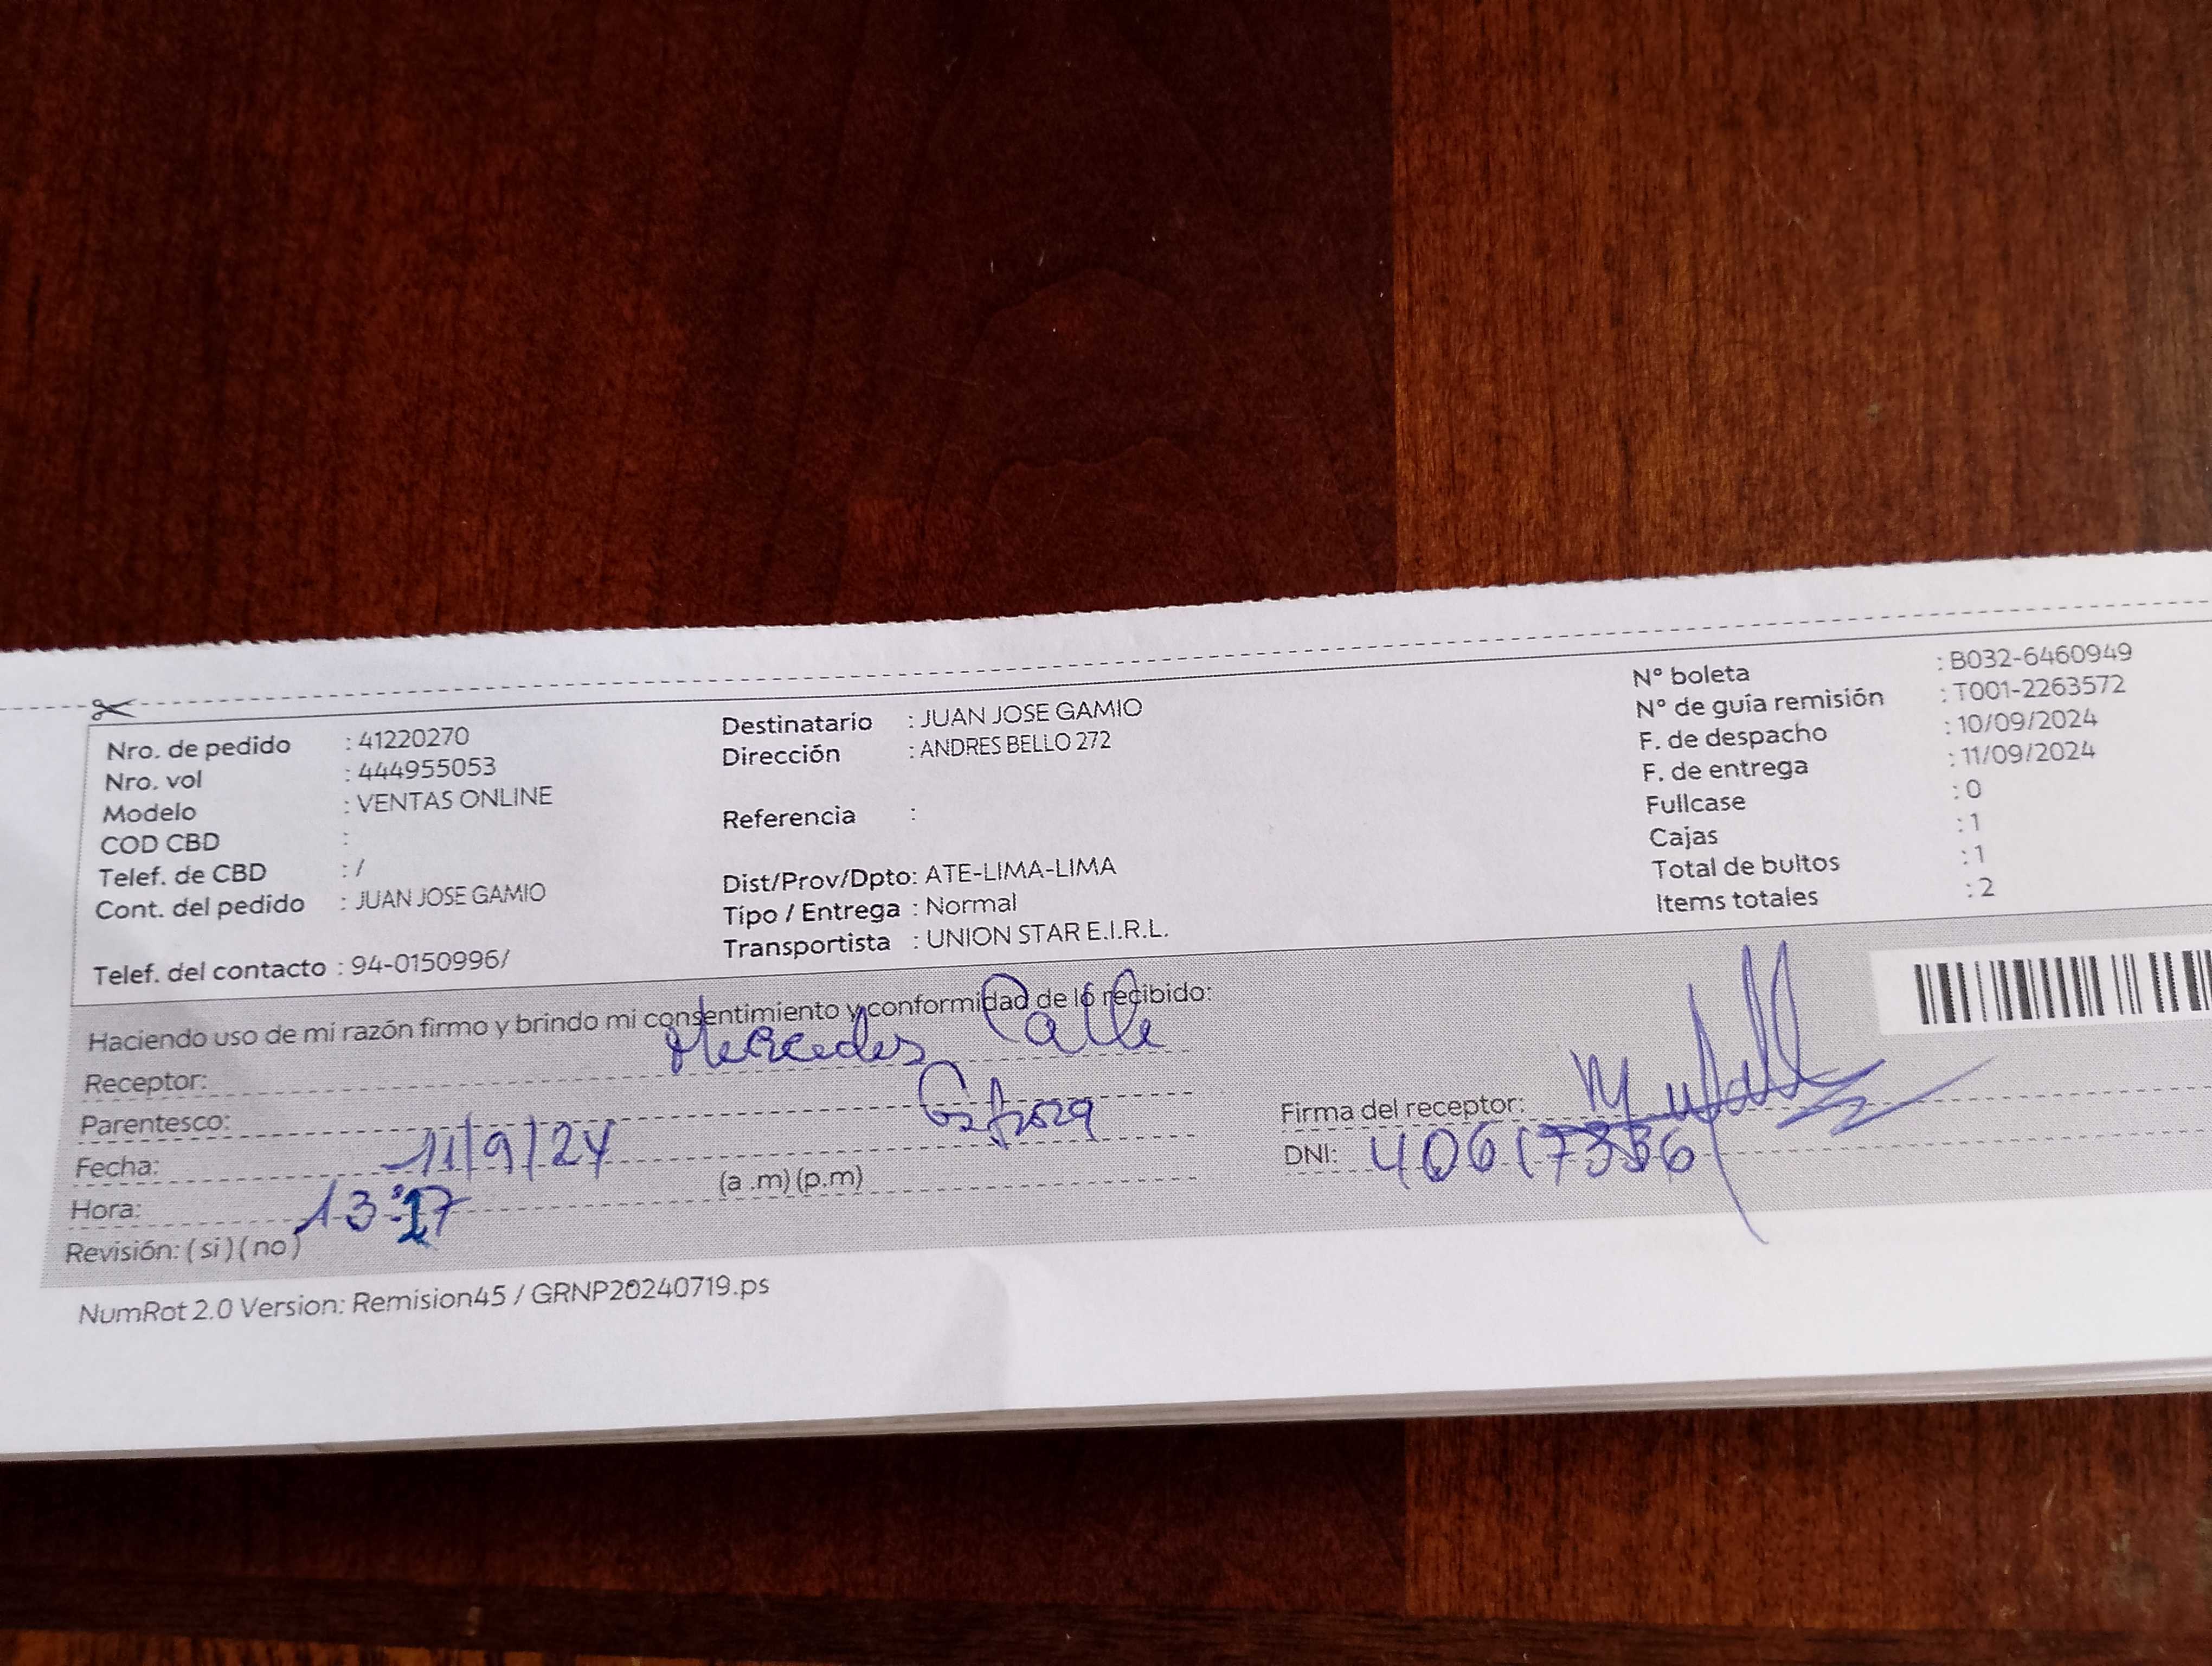 Nro. de pedido : 41220270
Nro. vol : 444955053
Modelo : VENTAS ONLINE
COD CBD :
Telef. de CBD : /
Cont. del pedido : JUAN JOSE GAMIO
Telef. del contacto : 94-0150996/
Destinatario : JUAN JOSE GAMIO
Dirección : ANDRES BELLO 272
Referencia :
Dist/Prov/Dpto: ATE-LIMA-LIMA
Tipo / Entrega : Normal
Transportista : UNION STAR E.I.R.L.
N° boleta : B032-6460949
N° de guía remisión : T001-2263572
F. de despacho : 10/09/2024
F. de entrega : 11/09/2024
Fullcase : 0
Cajas : 1
Total de bultos : 1
Items totales : 2
Haciendo uso de mi razón firmo y brindo mi consentimiento y conformidad de lo recibido:
Receptor: Mercedes Calle
Parentesco: Esposa
Fecha: 11/9/24
Hora: 13:27 (a .m) (p.m)
Revisión: ( si ) ( no )
Firma del receptor:
DNI:
NumRot 2.0 Version: Remision45 / GRNP20240719.ps